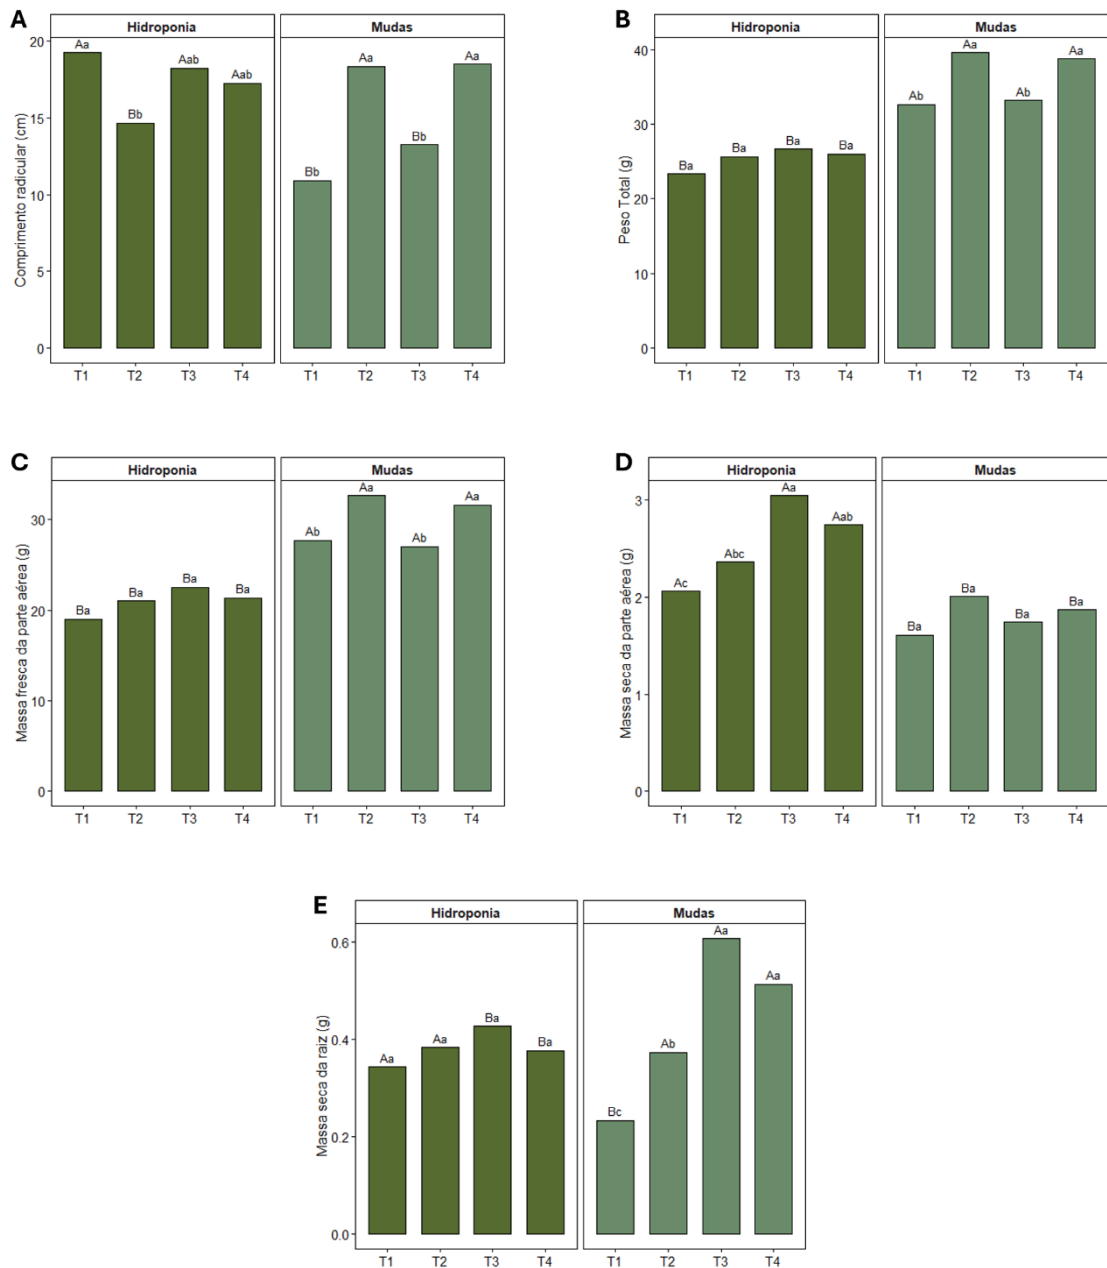 A
Hidroponia
Mudas
Comprimento radicular (cm)
20
15
10
5
0
Aa
Bb
Aab
Aab
Bb
Aa
Bb
Aa
T1
T2
T3
T4
T1
T2
T3
T4
B
Hidroponia
Mudas
Peso Total (g)
40
30
20
10
0
Ba
Ba
Ba
Ba
Ab
Aa
Ab
Aa
T1
T2
T3
T4
T1
T2
T3
T4
C
Hidroponia
Mudas
Massa fresca da parte aérea (g)
30
20
10
0
Ba
Ba
Ba
Ba
Ab
Aa
Ab
Aa
T1
T2
T3
T4
T1
T2
T3
T4
D
Hidroponia
Mudas
Massa seca da parte aérea (g)
3
2
1
0
Ac
Abc
Aa
Aab
Ba
Ba
Ba
Ba
T1
T2
T3
T4
T1
T2
T3
T4
E
Hidroponia
Mudas
Massa seca da raiz (g)
0.6
0.4
0.2
0.0
Aa
Aa
Ba
Ba
Bc
Ab
Aa
Aa
T1
T2
T3
T4
T1
T2
T3
T4